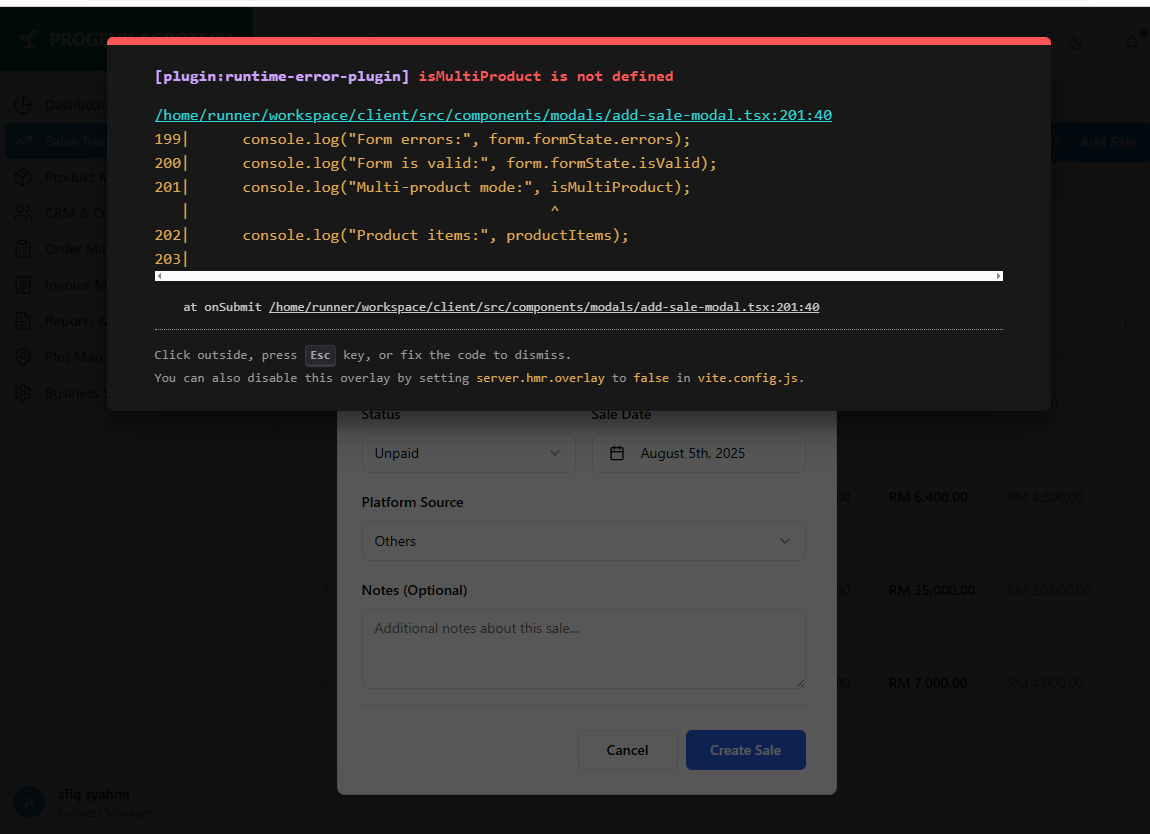 PROGENY AGROTECH
[plugin:runtime-error-plugin] isMultiProduct is not defined
/home/runner/workspace/client/src/components/modals/add-sale-modal.tsx:201:40
199|      console.log("Form errors:", form.formState.errors);
200|      console.log("Form is valid:", form.formState.isValid);
201|      console.log("Multi-product mode:", isMultiProduct);
|                                         ^
202|      console.log("Product items:", productItems);
203|
at onSubmit /home/runner/workspace/client/src/components/modals/add-sale-modal.tsx:201:40
Click outside, press Esc key, or fix the code to dismiss.
You can also disable this overlay by setting server.hmr.overlay to false in vite.config.js.
Dashboar
Sales Trac
Product M
CRM & Cu
Order Ma
Invoice M
Reports &
Plot Mana
Business S
Add Sale
Status
Sale Date
Unpaid
August 5th, 2025
Platform Source
Others
Notes (Optional)
Additional notes about this sale...
Cancel
Create Sale
00 RM 6,400.00 RM 4,800.00
00 RM 35,000.00 RM 20,000.00
00 RM 7,000.00 RM 4,000.00
A
afiq syahmi
Business Manager